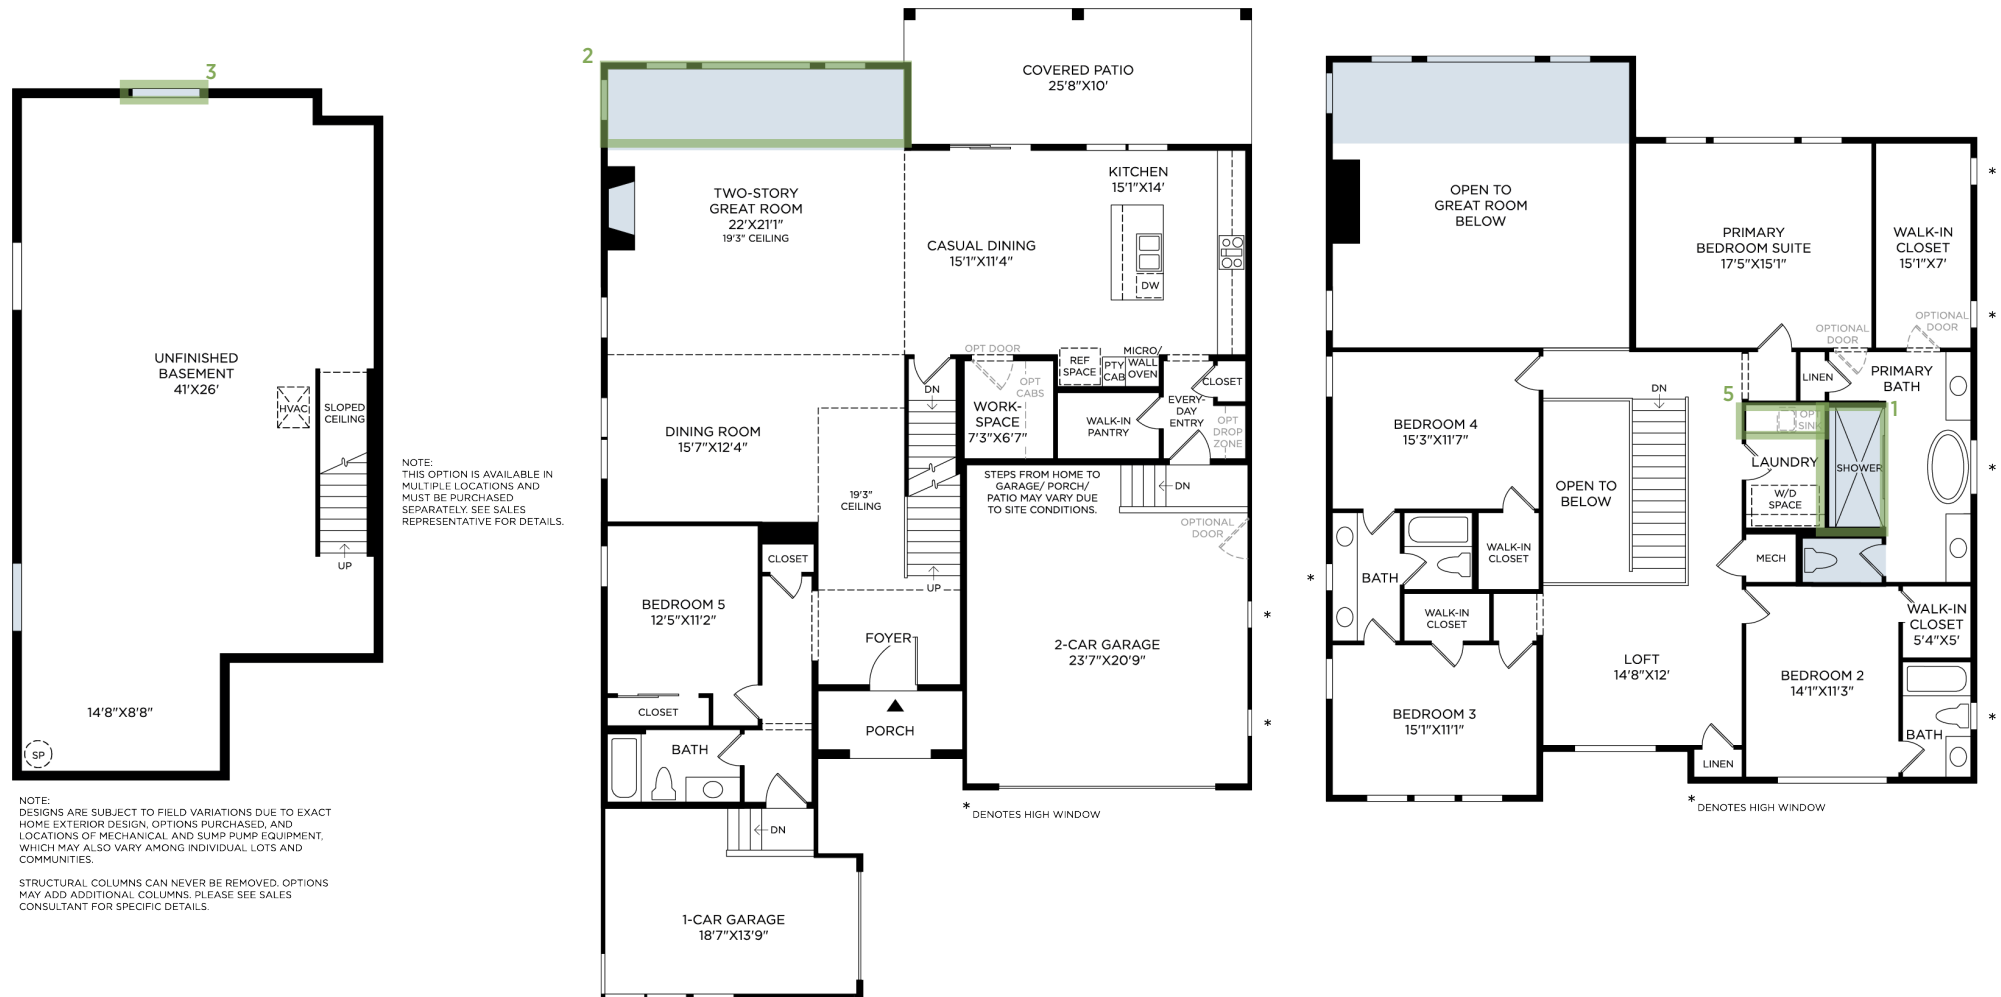 3
UNFINISHED
BASEMENT
41'X26'
HVAC
SLOPED
CEILING
UP
14'8"X8'8"
SP
NOTE:
THIS OPTION IS AVAILABLE IN
MULTIPLE LOCATIONS AND
MUST BE PURCHASED
SEPARATELY. SEE SALES
REPRESENTATIVE FOR DETAILS.
NOTE:
DESIGNS ARE SUBJECT TO FIELD VARIATIONS DUE TO EXACT
HOME EXTERIOR DESIGN, OPTIONS PURCHASED, AND
LOCATIONS OF MECHANICAL AND SUMP PUMP EQUIPMENT,
WHICH MAY ALSO VARY AMONG INDIVIDUAL LOTS AND
COMMUNITIES.
STRUCTURAL COLUMNS CAN NEVER BE REMOVED. OPTIONS
MAY ADD ADDITIONAL COLUMNS. PLEASE SEE SALES
CONSULTANT FOR SPECIFIC DETAILS.
2
COVERED PATIO
25'8"X10'
TWO-STORY
GREAT ROOM
22'X21'1"
19'3" CEILING
KITCHEN
15'1"X14'
CASUAL DINING
15'1"X11'4"
DW
OPT DOOR
OPT
CABS
REF
SPACE
MICRO/
WALL
OVEN
PTY
CAB
CLOSET
DN
WORK-
SPACE
7'3"X6'7"
WALK-IN
PANTRY
EVERY-
DAY
ENTRY
OPT
DROP
ZONE
DINING ROOM
15'7"X12'4"
19'3"
CEILING
STEPS FROM HOME TO
GARAGE/ PORCH/
PATIO MAY VARY DUE
TO SITE CONDITIONS.
DN
OPTIONAL
DOOR
CLOSET
UP
BEDROOM 5
12'5"X11'2"
FOYER
2-CAR GARAGE
23'7"X20'9"
*
*
CLOSET
PORCH
BATH
* DENOTES HIGH WINDOW
DN
1-CAR GARAGE
18'7"X13'9"
OPEN TO
GREAT ROOM
BELOW
PRIMARY
BEDROOM SUITE
17'5"X15'1"
WALK-IN
CLOSET
15'1"X7'
*
*
OPTIONAL
DOOR
OPTIONAL
DOOR
LINEN
PRIMARY
BATH
DN
5
1
OPT
SINK
BEDROOM 4
15'3"X11'7"
LAUNDRY
SHOWER
*
W/D
SPACE
OPEN TO
BELOW
WALK-IN
CLOSET
MECH
BATH
*
WALK-IN
CLOSET
WALK-IN
CLOSET
5'4"X5'
LOFT
14'8"X12'
BEDROOM 2
14'1"X11'3"
BEDROOM 3
15'1"X11'1"
BATH
*
LINEN
* DENOTES HIGH WINDOW